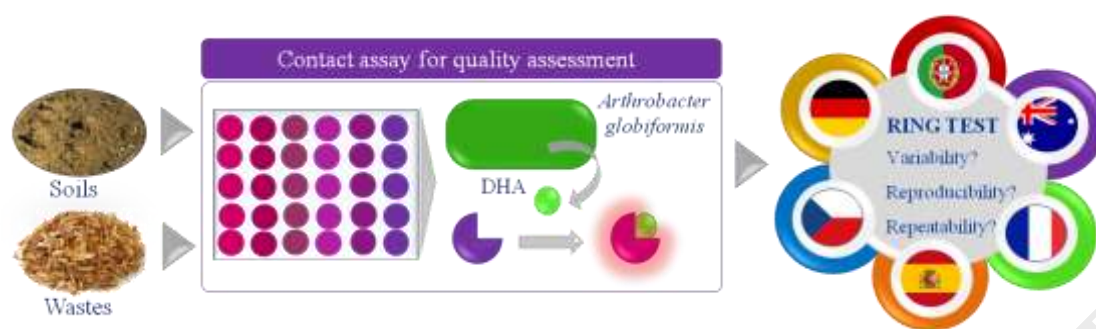 Contact assay for quality assessment
Soils
Wastes
Arthrobacter
globiformis
DHA
RING TEST
Variability?
Reproducibility?
Repeatability?